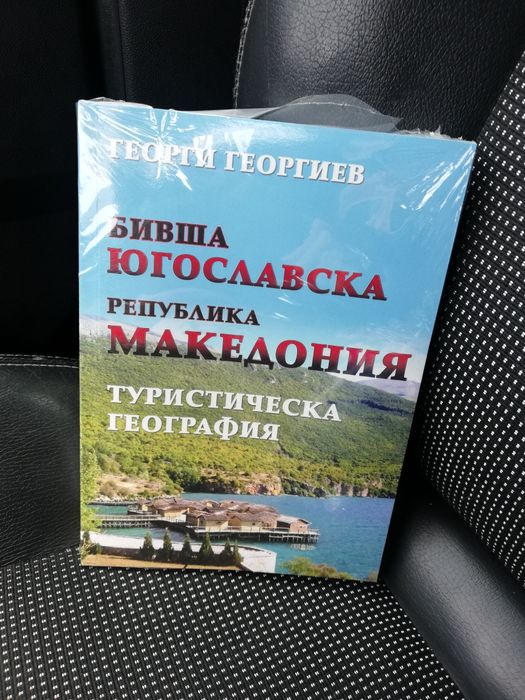 ГЕОРГИ ГЕОРГИЕВ
БИВША
ЮГОСЛАВСКА
РЕПУБЛИКА
МАКЕДОНИЯ
ТУРИСТИЧЕСКА
ГЕОГРАФИЯ